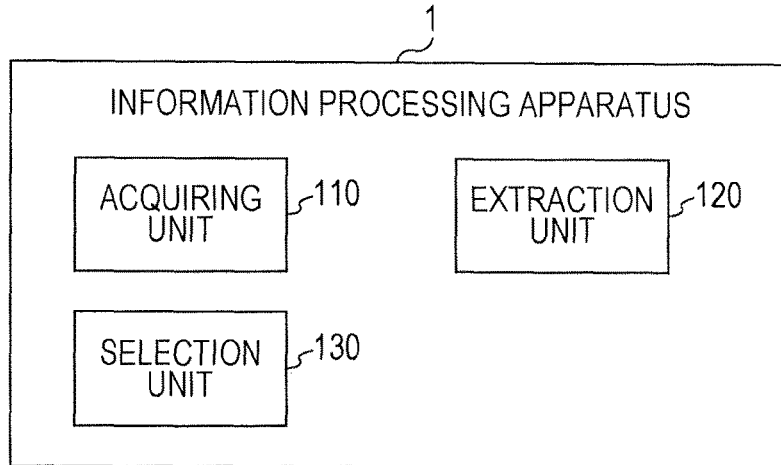 1
INFORMATION PROCESSING APPARATUS
ACQUIRING
UNIT
110
EXTRACTION
UNIT
120
SELECTION
UNIT
130